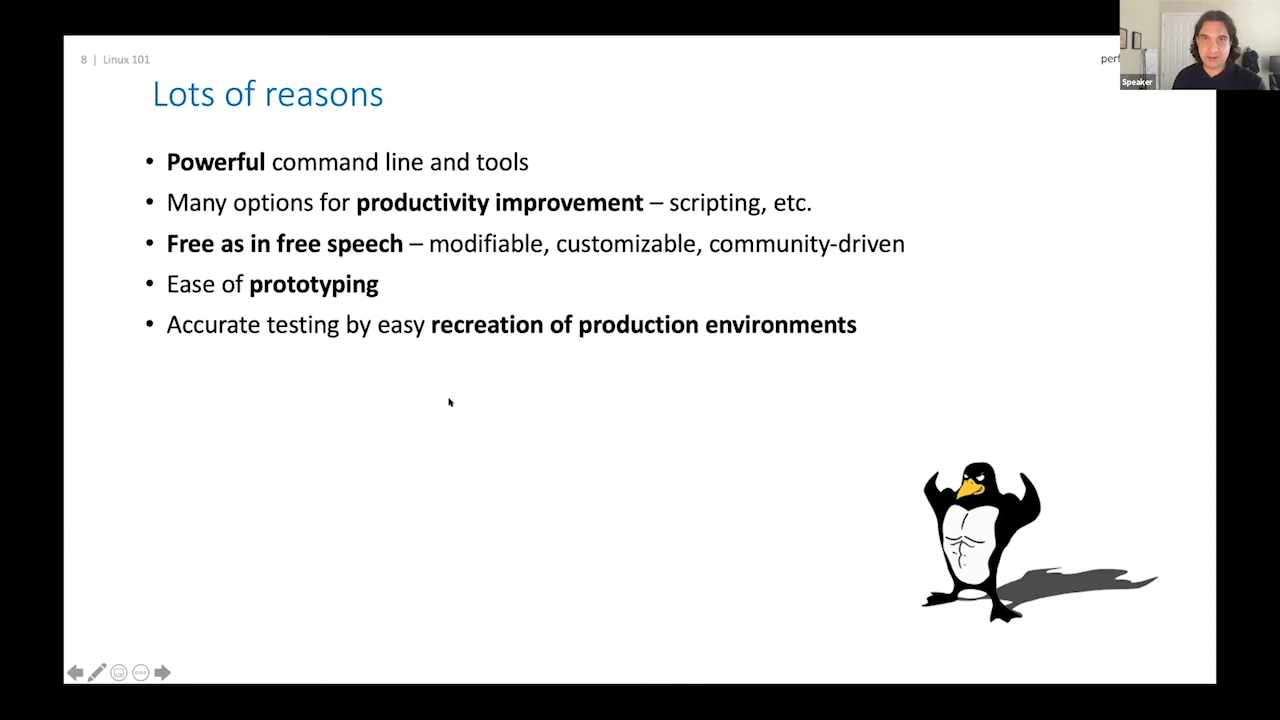 8 | Linux 101
Lots of reasons
• Powerful command line and tools
• Many options for productivity improvement – scripting, etc.
• Free as in free speech – modifiable, customizable, community-driven
• Ease of prototyping
• Accurate testing by easy recreation of production environments
Speaker